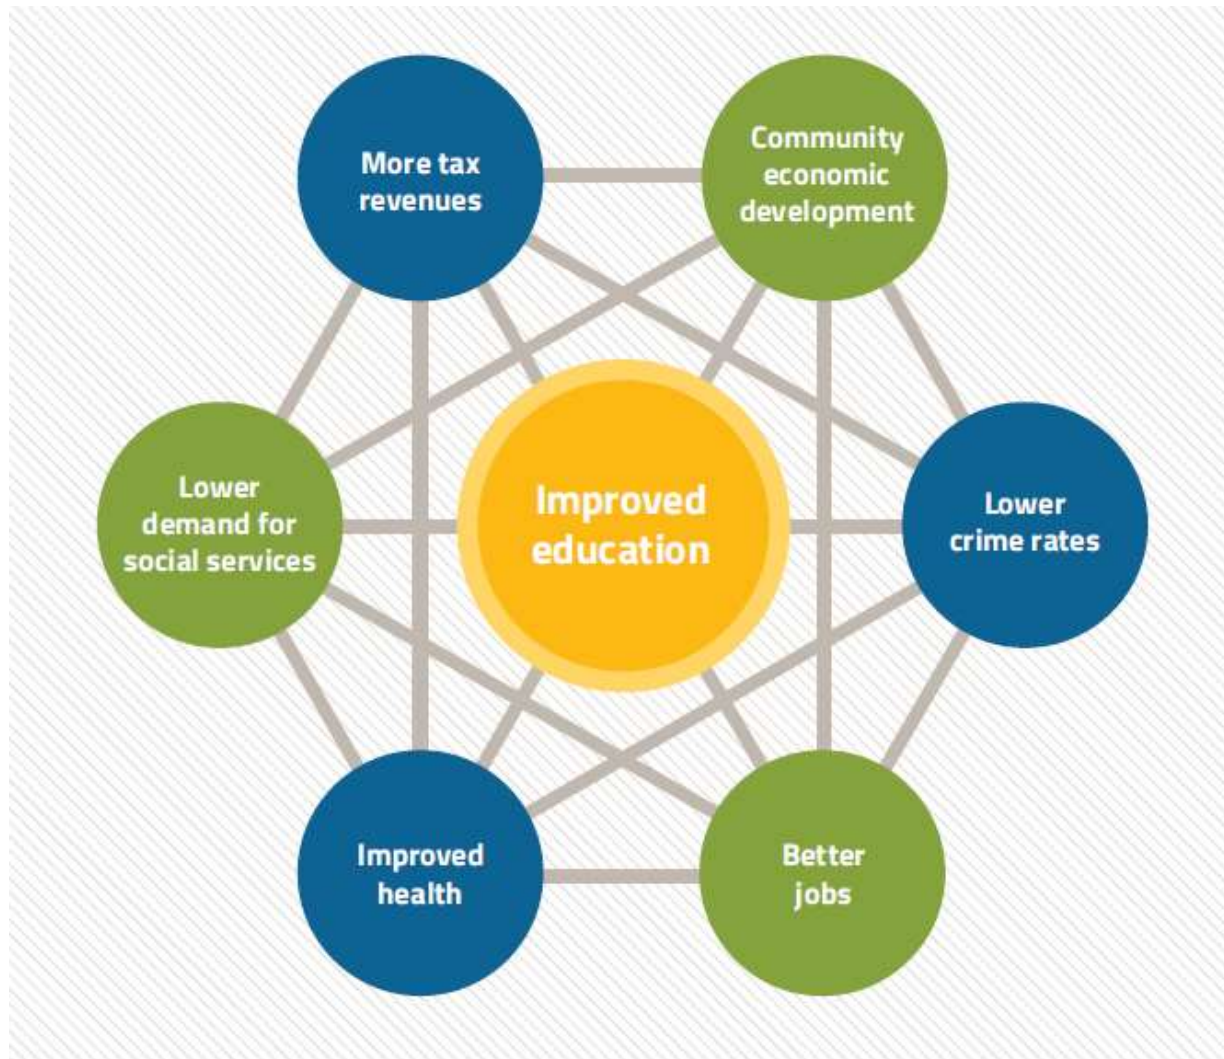 More tax
revenues
Community
economic
development
Lower
demand for
social services
Improved
education
Lower
crime rates
Improved
health
Better
jobs